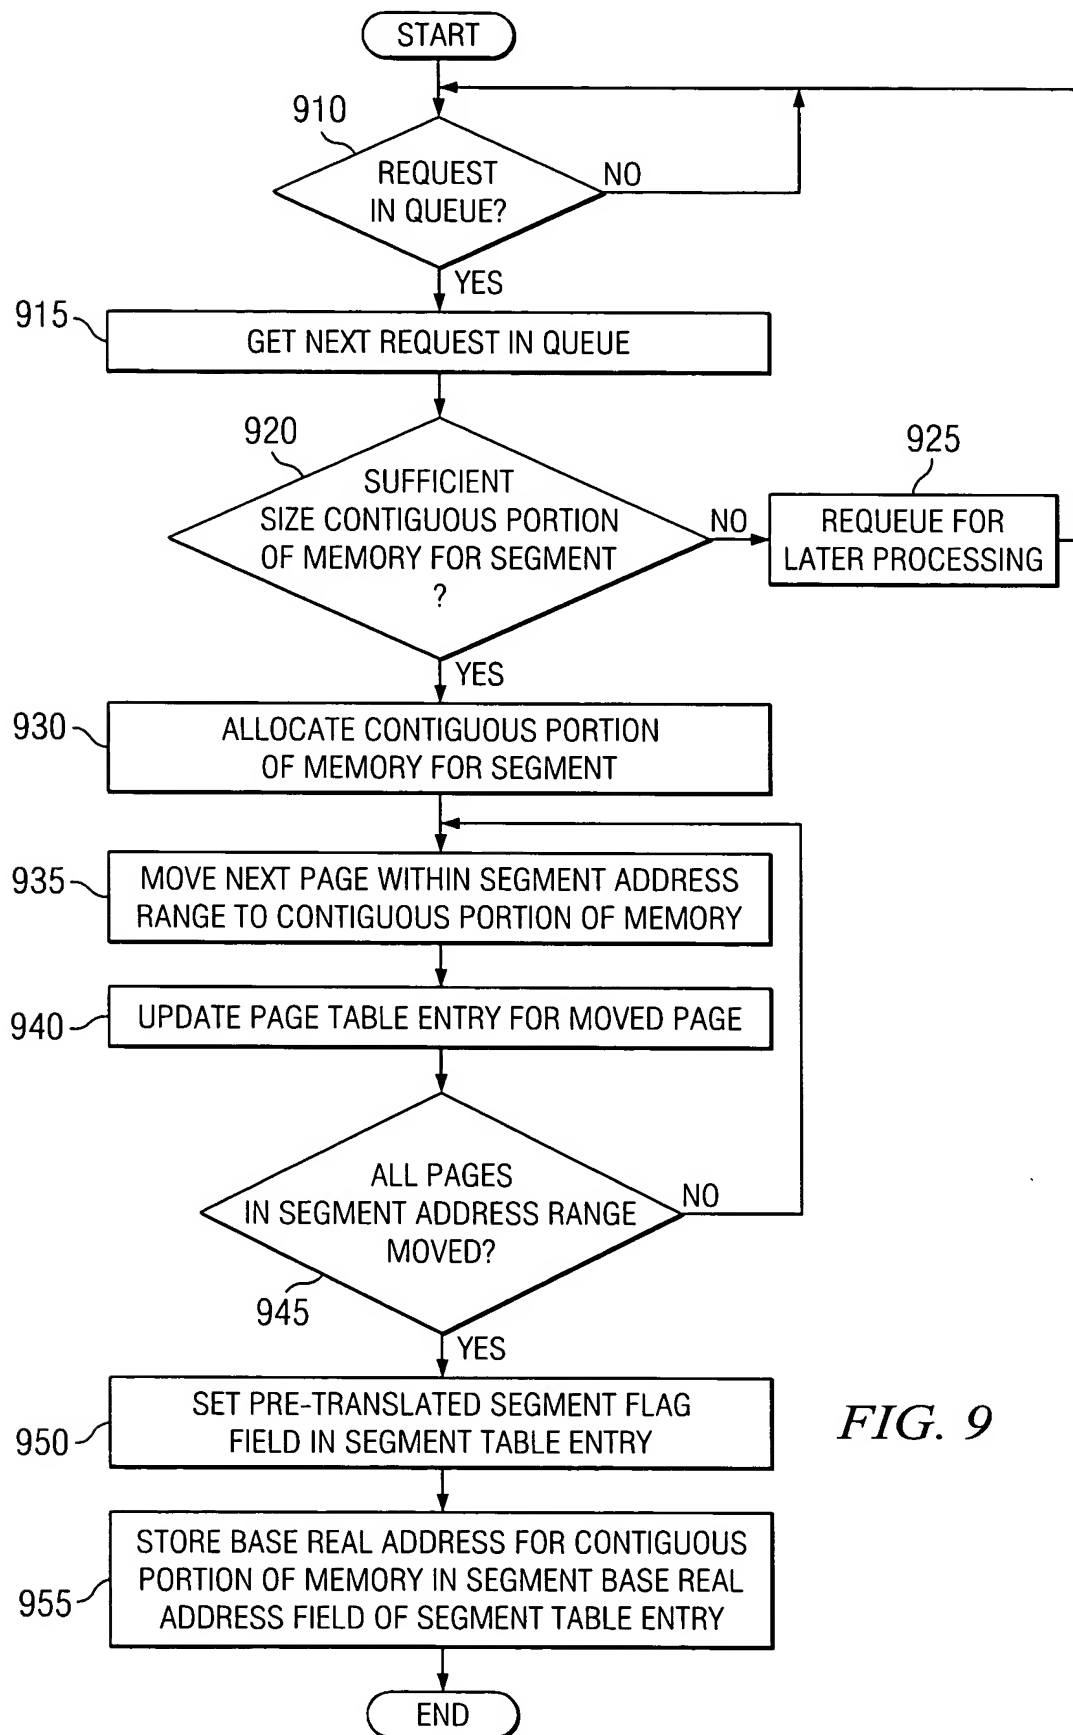 START
910
REQUEST
IN QUEUE?
NO
YES
915
GET NEXT REQUEST IN QUEUE
920
SUFFICIENT
SIZE CONTIGUOUS PORTION
OF MEMORY FOR SEGMENT
?
NO
925
REQUEUE FOR
LATER PROCESSING
YES
930
ALLOCATE CONTIGUOUS PORTION
OF MEMORY FOR SEGMENT
935
MOVE NEXT PAGE WITHIN SEGMENT ADDRESS
RANGE TO CONTIGUOUS PORTION OF MEMORY
940
UPDATE PAGE TABLE ENTRY FOR MOVED PAGE
ALL PAGES
IN SEGMENT ADDRESS RANGE
MOVED?
NO
945
YES
950
SET PRE-TRANSLATED SEGMENT FLAG
FIELD IN SEGMENT TABLE ENTRY
FIG. 9
955
STORE BASE REAL ADDRESS FOR CONTIGUOUS
PORTION OF MEMORY IN SEGMENT BASE REAL
ADDRESS FIELD OF SEGMENT TABLE ENTRY
END